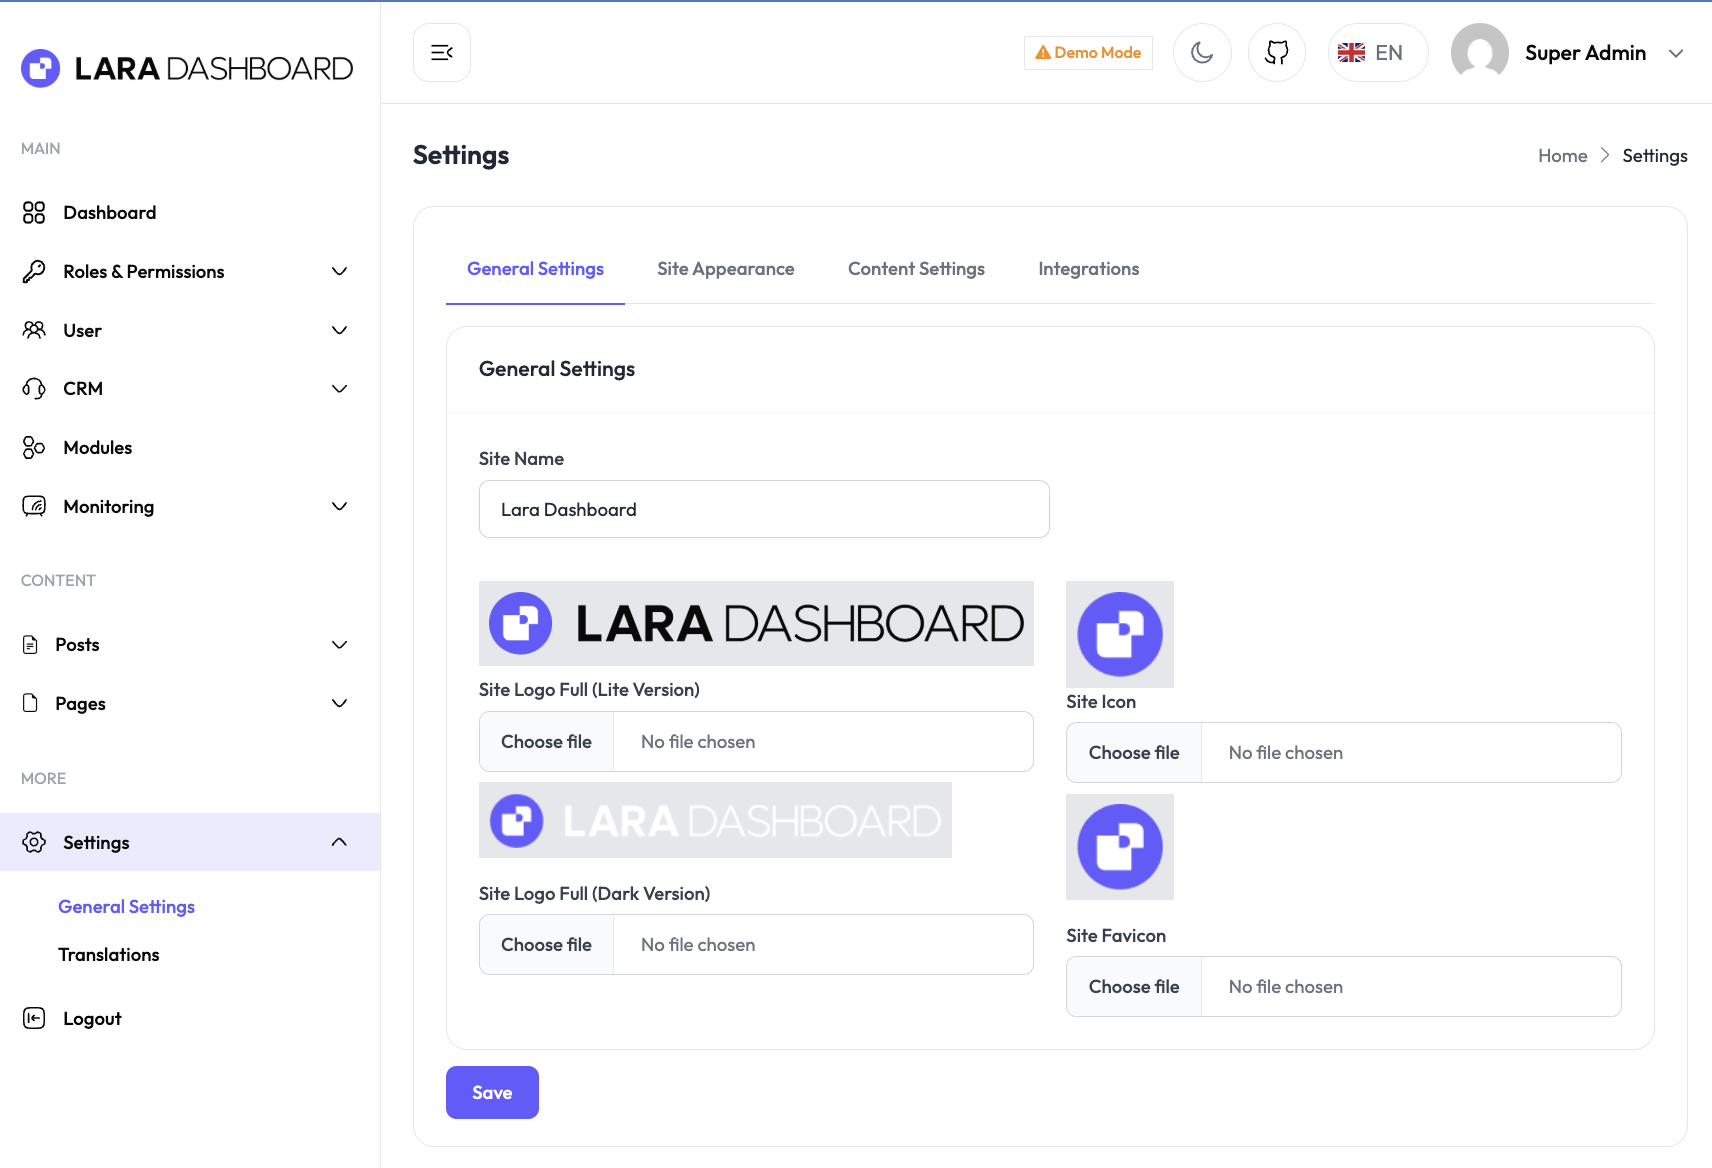 LARA DASHBOARD
MAIN
Dashboard
Roles & Permissions
User
CRM
Modules
Monitoring
CONTENT
Posts
Pages
MORE
Settings
General Settings
Translations
Logout
Demo Mode
EN
Super Admin
Settings
Home > Settings
General Settings
Site Appearance
Content Settings
Integrations
General Settings
Site Name
Lara Dashboard
LARA DASHBOARD
Site Logo Full (Lite Version)
Choose file No file chosen
LARA DASHBOARD
Site Logo Full (Dark Version)
Choose file No file chosen
Site Icon
Choose file No file chosen
Site Favicon
Choose file No file chosen
Save